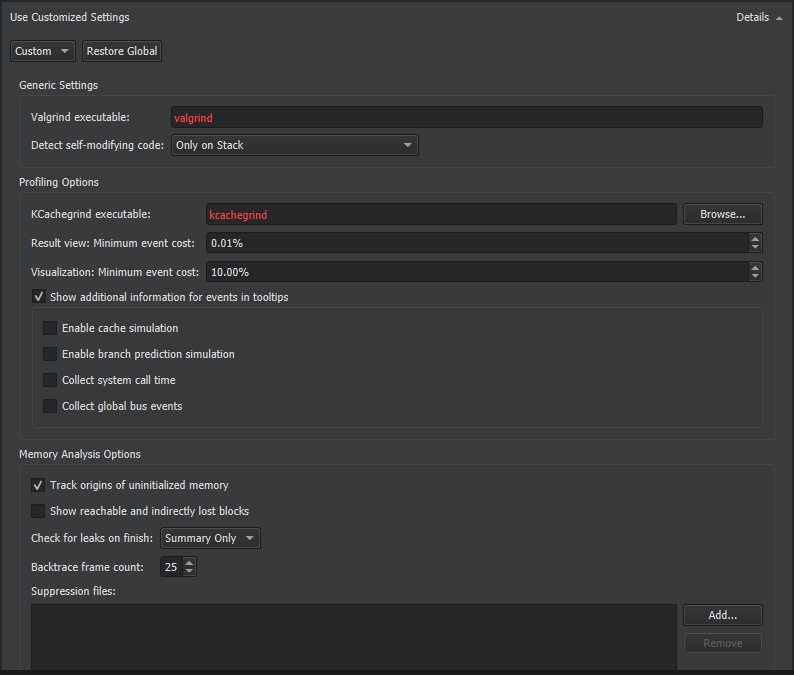 Use Customized Settings Details
Custom Restore Global
Generic Settings
Valgrind executable: valgrind
Detect self-modifying code: Only on Stack
Profiling Options
KCachegrind executable: kcachegrind Browse...
Result view: Minimum event cost: 0.01%
Visualization: Minimum event cost: 10.00%
Show additional information for events in tooltips
Enable cache simulation
Enable branch prediction simulation
Collect system call time
Collect global bus events
Memory Analysis Options
Track origins of uninitialized memory
Show reachable and indirectly lost blocks
Check for leaks on finish: Summary Only
Backtrace frame count: 25
Suppression files:
Add...
Remove